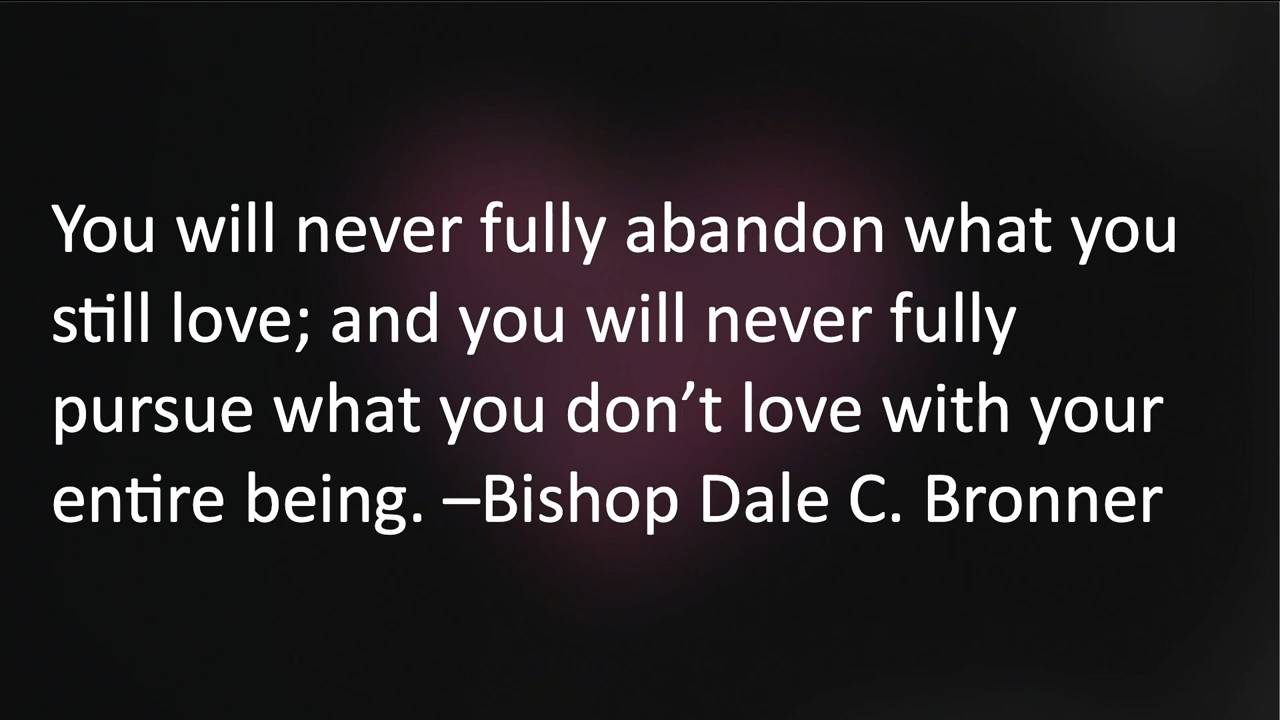 You will never fully abandon what you
still love; and you will never fully
pursue what you don’t love with your
entire being. –Bishop Dale C. Bronner